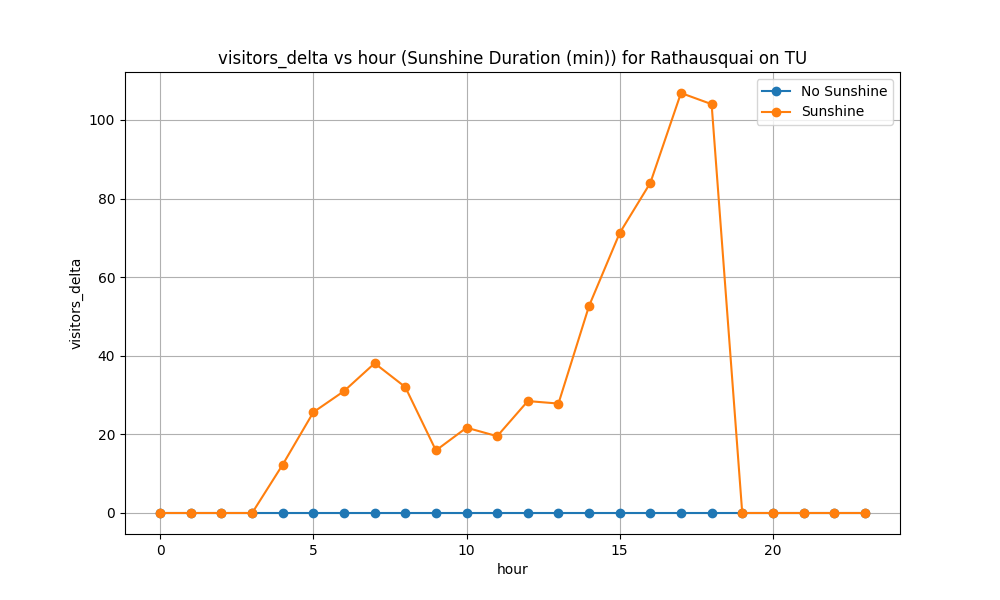 visitors_delta vs hour (Sunshine Duration (min)) for Rathausquai on TU
No Sunshine
Sunshine
100
80
60
40
20
0
visitors_delta
0 5 10 15 20
hour